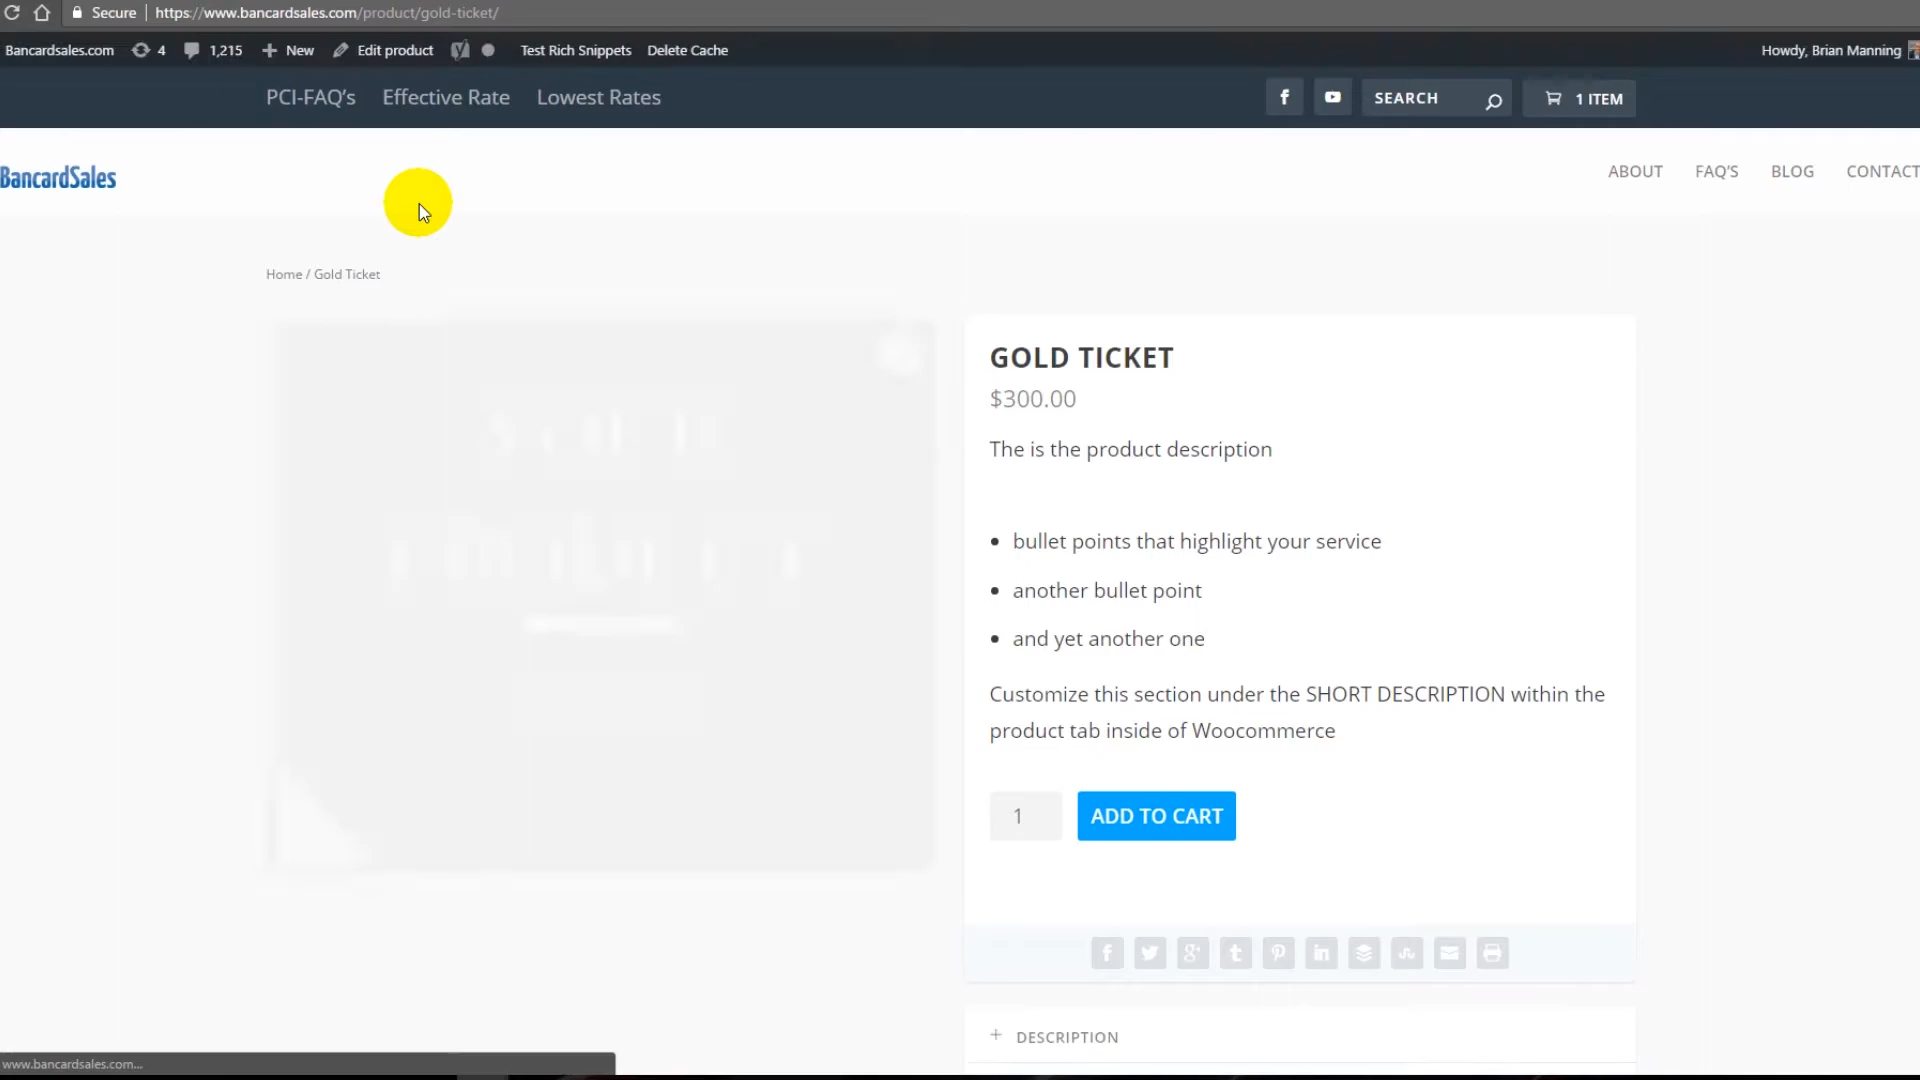 Secure https://www.bancardsales.com/product/gold-ticket/
Bancardsales.com 4 1,215 New Edit product Test Rich Snippets Delete Cache Howdy, Brian Manning
PCI-FAQ's Effective Rate Lowest Rates SEARCH 1 ITEM
BancardSales ABOUT FAQ'S BLOG CONTACT
Home / Gold Ticket
GOLD TICKET
$300.00
The is the product description
• bullet points that highlight your service
• another bullet point
• and yet another one
Customize this section under the SHORT DESCRIPTION within the
product tab inside of Woocommerce
1 ADD TO CART
+ DESCRIPTION
www.bancardsales.com...